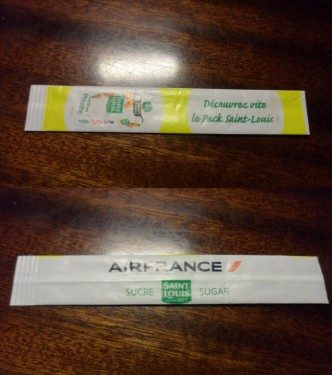 Découvrez vite
le Pack Saint-Louis !
AIRFRANCE
SUCRE SAINT LOUIS SUGAR